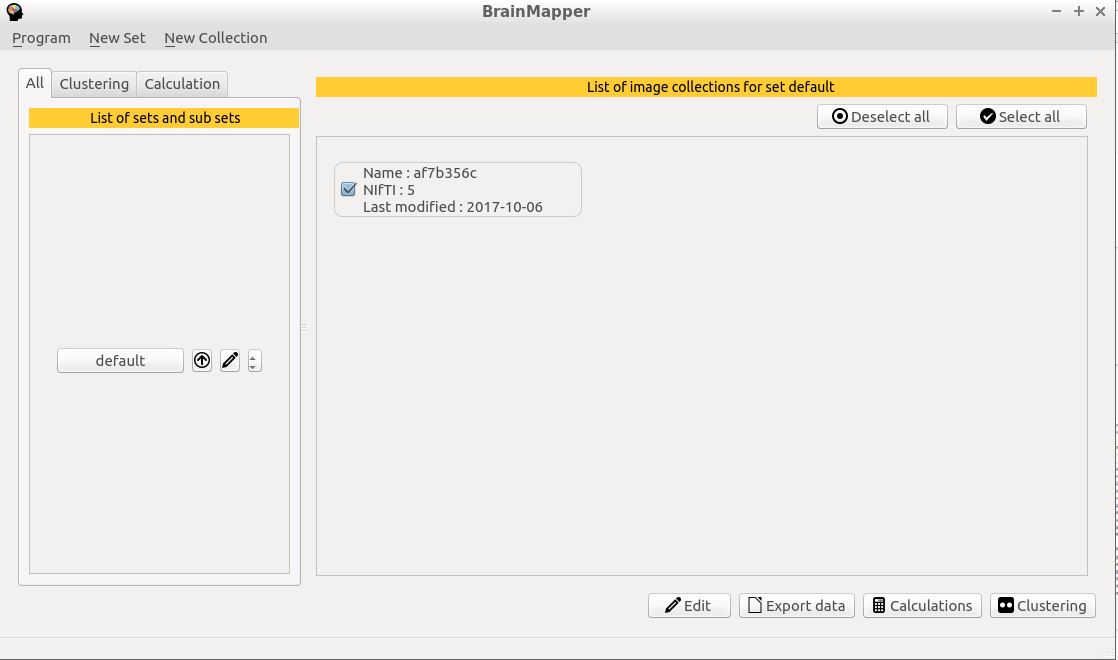 BrainMapper
Program New Set New Collection
All Clustering Calculation
List of sets and sub sets
default
List of image collections for set default
Deselect all Select all
Name : af7b356c
NIfTI : 5
Last modified : 2017-10-06
Edit Export data Calculations Clustering